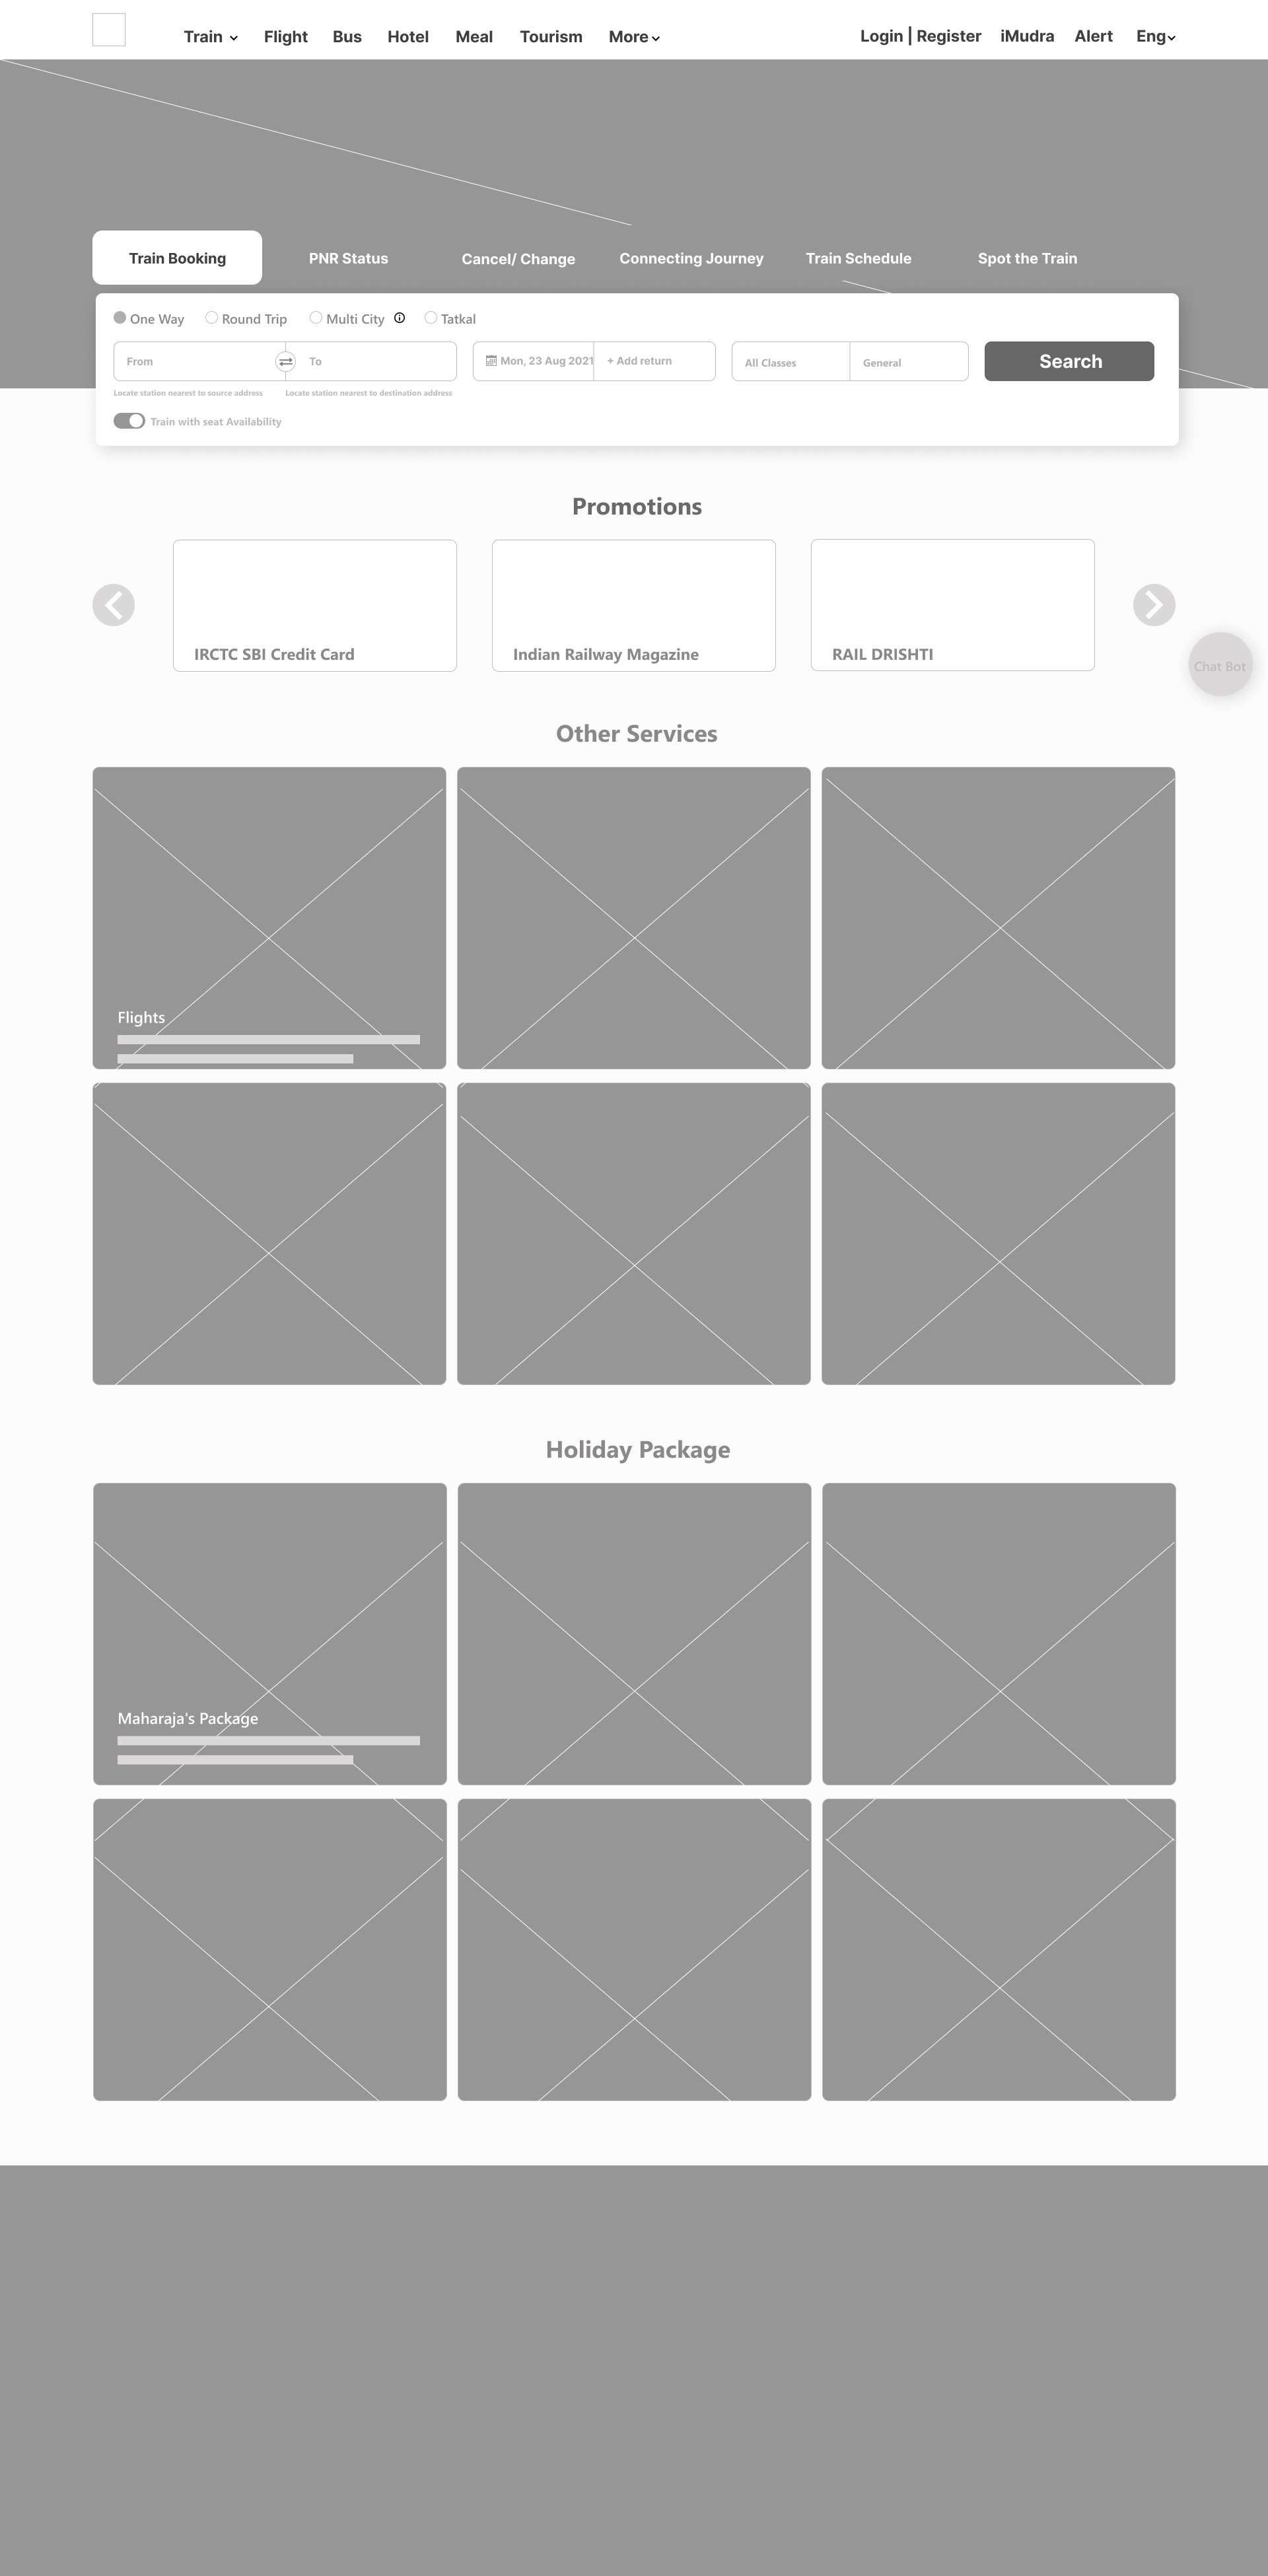 Train Flight Bus Hotel Meal Tourism More Login | Register iMudra Alert Eng
Train Booking PNR Status Cancel/ Change Connecting Journey Train Schedule Spot the Train
One Way Round Trip Multi City Tatkal
From To Mon, 23 Aug 2021 + Add return All Classes General Search
Locate station nearest to source address Locate station nearest to destination address
Train with seat Availability
Promotions
IRCTC SBI Credit Card Indian Railway Magazine RAIL DRISHTI
Chat Bot
Other Services
Flights
Holiday Package
Maharaja's Package